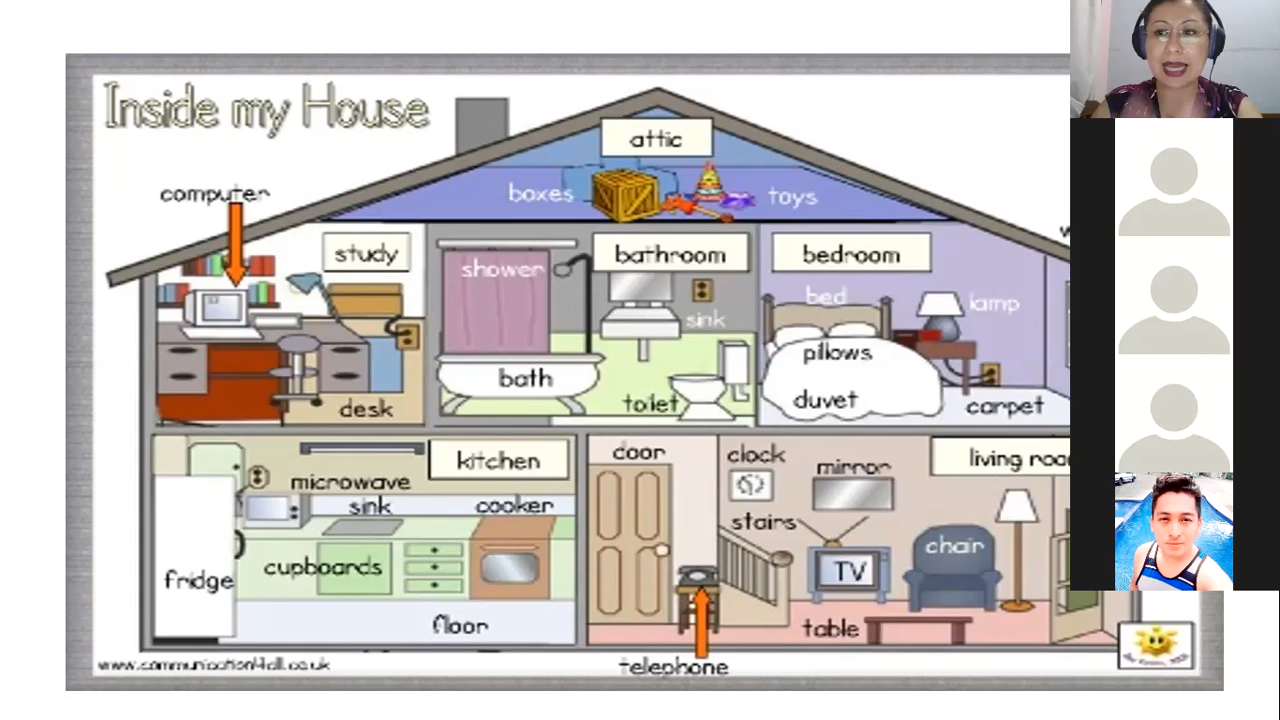 Inside my House
attic
computer
boxes
toys
study
shower
bathroom
bedroom
bed
lamp
sink
pillows
bath
duvet
desk
toilet
carpet
door
clock
kitchen
mirror
living roo
microwave
sink
cooker
stairs
chair
cupboards
TV
fridge
floor
table
www.communication4all.co.uk
telephone